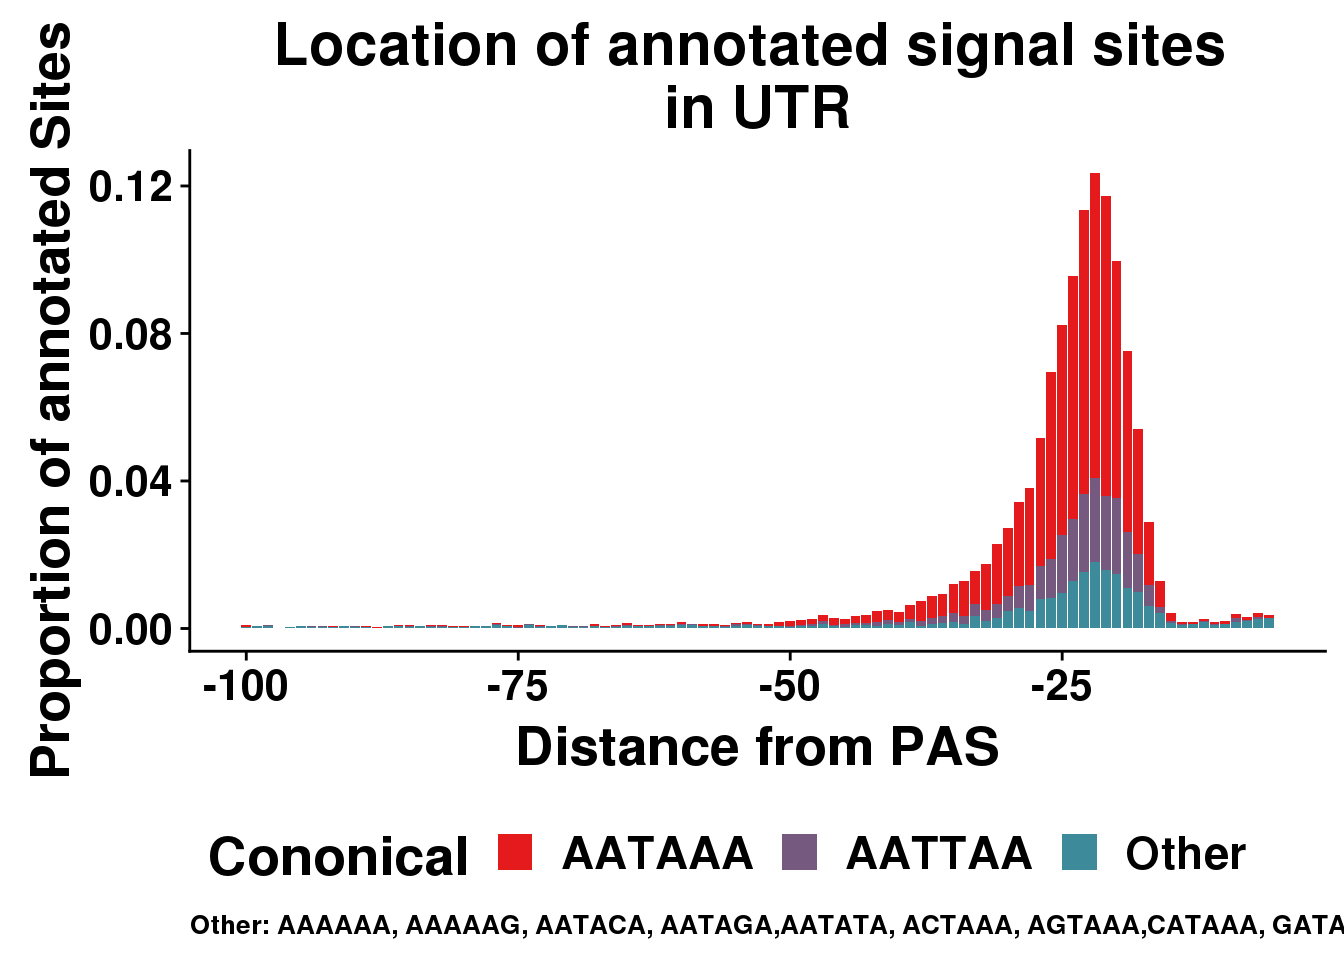 Location of annotated signal sites
in UTR
Proportion of annotated Sites
0.12
0.08
0.04
0.00
-100 -75 -50 -25
Distance from PAS
Cononical AATAAA AATTAA Other
Other: AAAAAA, AAAAAG, AATACA, AATAGA,AATATA, ACTAAA, AGTAAA,CATAAA, GATA